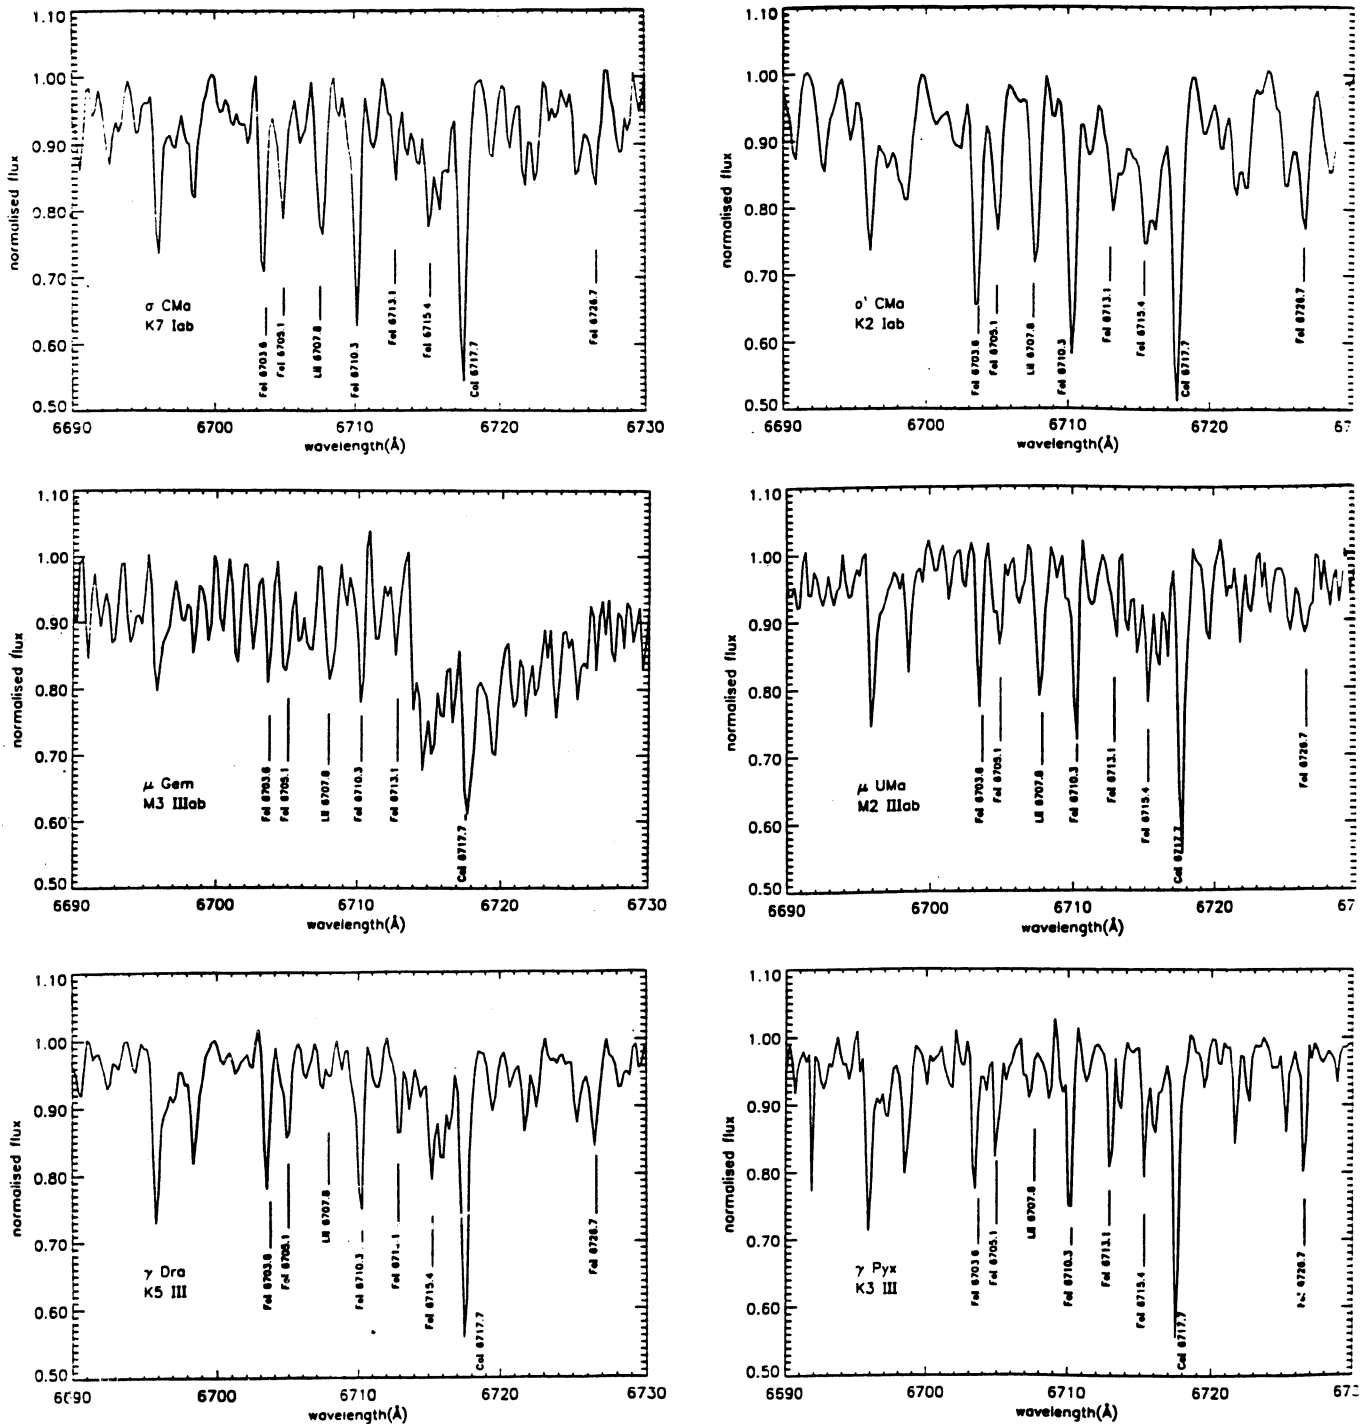 1.10
1.00
0.90
0.80
0.70
0.60
0.50
normalised flux
σ CMa
K7 Iab
FeI 6703.6
FeI 6705.1
LiI 6707.8
FeI 6710.3
FeI 6713.1
FeI 6715.4
CaI 6717.7
FeI 6726.7
6690
6700
6710
6720
6730
wavelength(Å)
1.10
1.00
0.90
0.80
0.70
0.60
0.50
normalised flux
o' CMa
K2 Iab
FeI 6703.6
FeI 6705.1
LiI 6707.8
FeI 6710.3
FeI 6713.1
FeI 6715.4
CaI 6717.7
FeI 6726.7
6690
6700
6710
6720
wavelength(Å)
1.10
1.00
0.90
0.80
0.70
0.60
0.50
normalised flux
μ Gem
M3 IIIab
FeI 6703.6
FeI 6705.1
LiI 6707.8
FeI 6710.3
FeI 6713.1
CaI 6717.7
6690
6700
6710
6720
6730
wavelength(Å)
1.10
1.00
0.90
0.80
0.70
0.60
0.50
normalised flux
μ UMa
M2 IIIab
FeI 6703.6
FeI 6705.1
LiI 6707.8
FeI 6710.3
FeI 6713.1
FeI 6715.4
CaI 6717.7
FeI 6726.7
6690
6700
6710
6720
67
wavelength(Å)
1.10
1.00
0.90
0.80
0.70
0.60
0.50
normalised flux
γ Dra
K5 III
FeI 6703.6
FeI 6705.1
LiI 6707.8
FeI 6710.3
FeI 6715.4
CaI 6717.7
FeI 6726.7
6690
6700
6710
6720
wavelength(Å)
1.10
1.00
0.90
0.80
0.70
0.60
0.50
normalised flux
γ Pyx
K3 III
FeI 6703.6
FeI 6705.1
LiI 6707.8
FeI 6710.3
FeI 6713.1
FeI 6715.4
CaI 6717.7
FeI 6726.7
6690
6700
6710
6720
wavelength(Å)